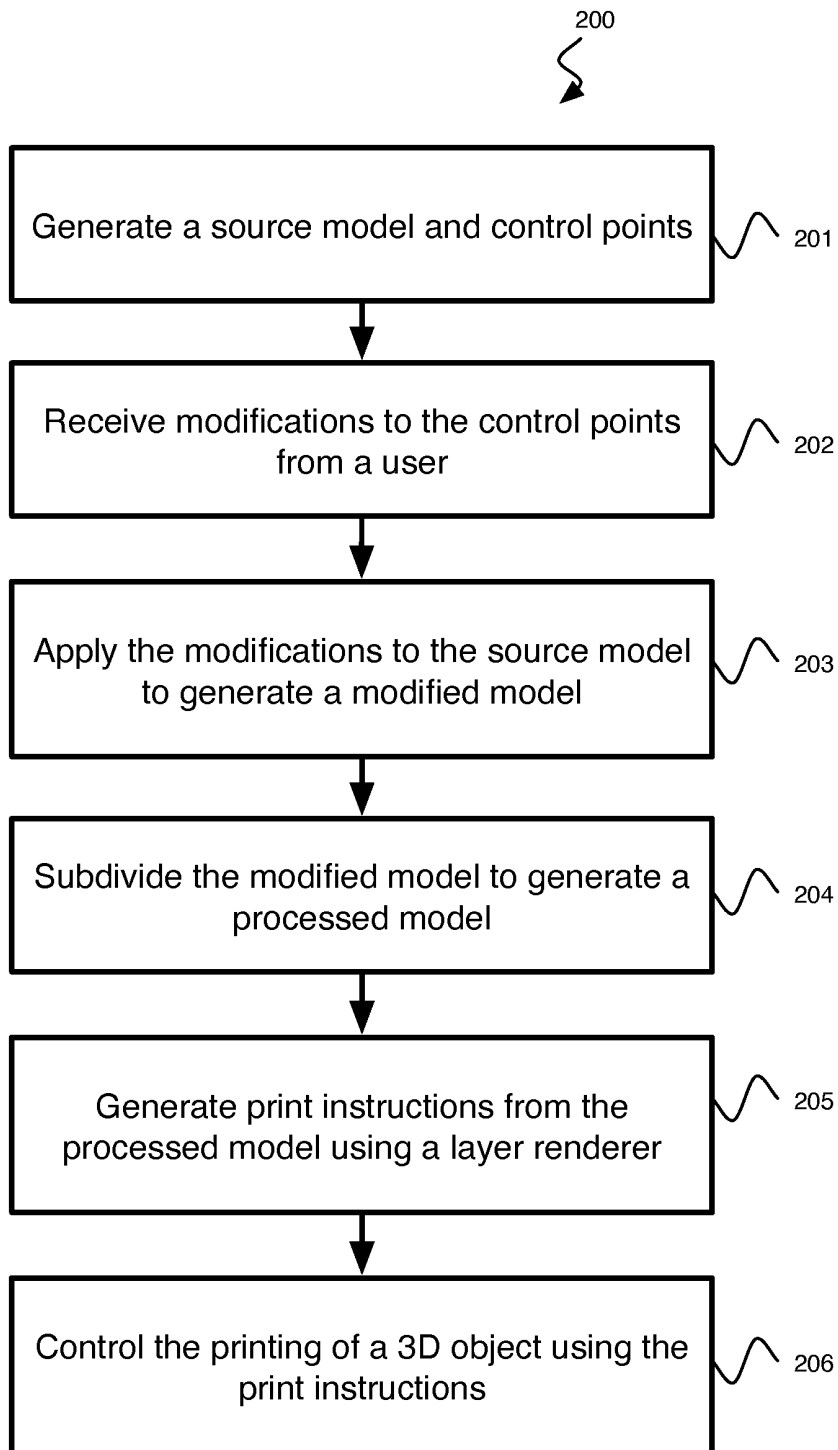 200
Generate a source model and control points
201
Receive modifications to the control points
from a user
202
Apply the modifications to the source model
to generate a modified model
203
Subdivide the modified model to generate a
processed model
204
Generate print instructions from the
processed model using a layer renderer
205
Control the printing of a 3D object using the
print instructions
206